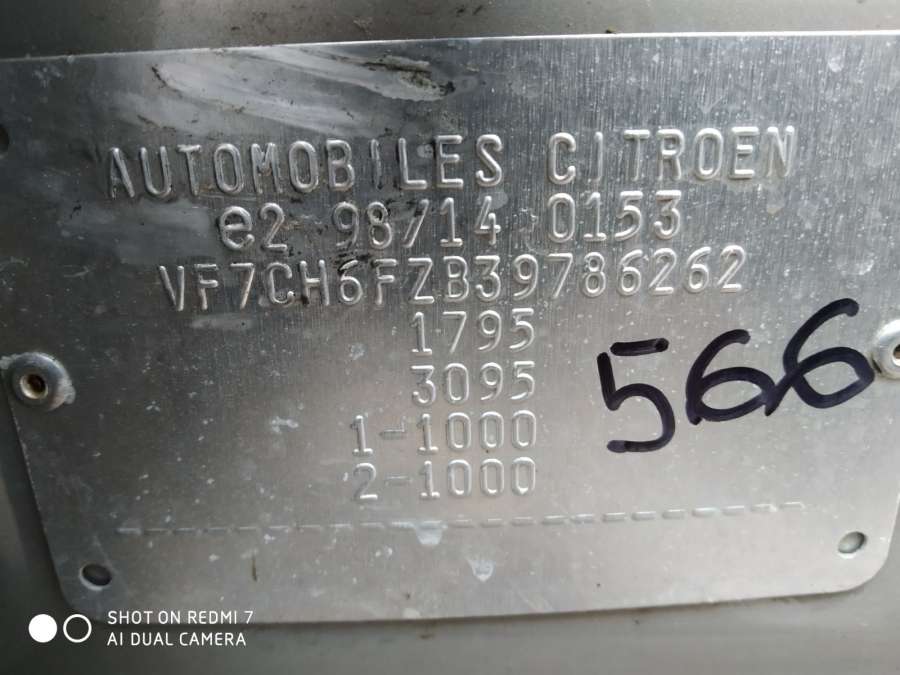 AUTOMOBILES CITROEN
e2 98/14 0153
VF7CH6FZB39786262
1795
3095
1-1000
2-1000
566
SHOT ON REDMI 7
AI DUAL CAMERA